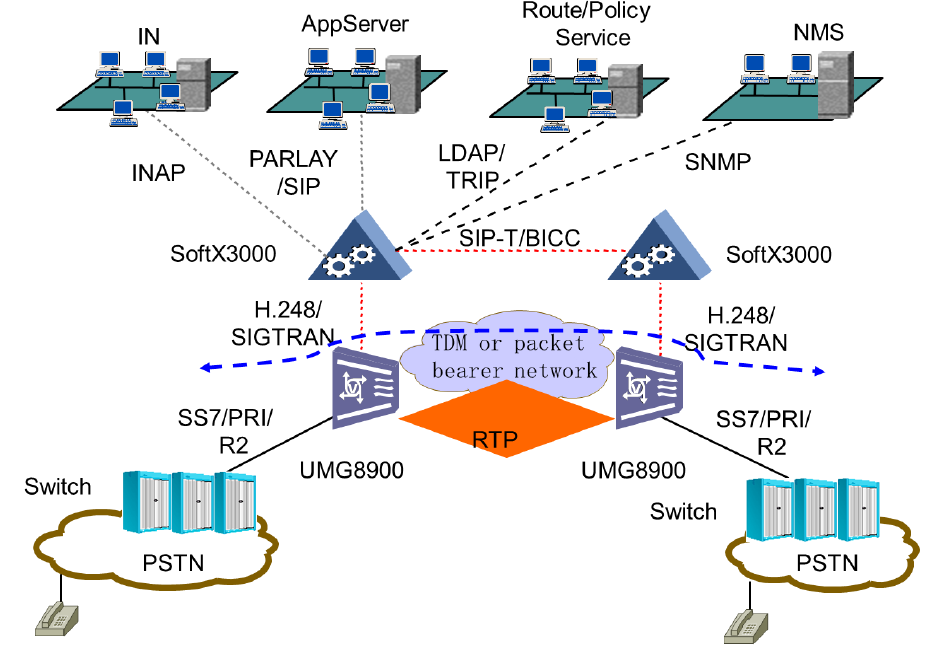 IN
AppServer
Route/Policy
Service
NMS
INAP
PARLAY
/SIP
LDAP/
TRIP
SNMP
SoftX3000
SIP-T/BICC
SoftX3000
H.248/
SIGTRAN
TDM or packet
bearer network
H.248/
SIGTRAN
SS7/PRI/
R2
RTP
SS7/PRI/
R2
UMG8900
UMG8900
Switch
Switch
PSTN
PSTN